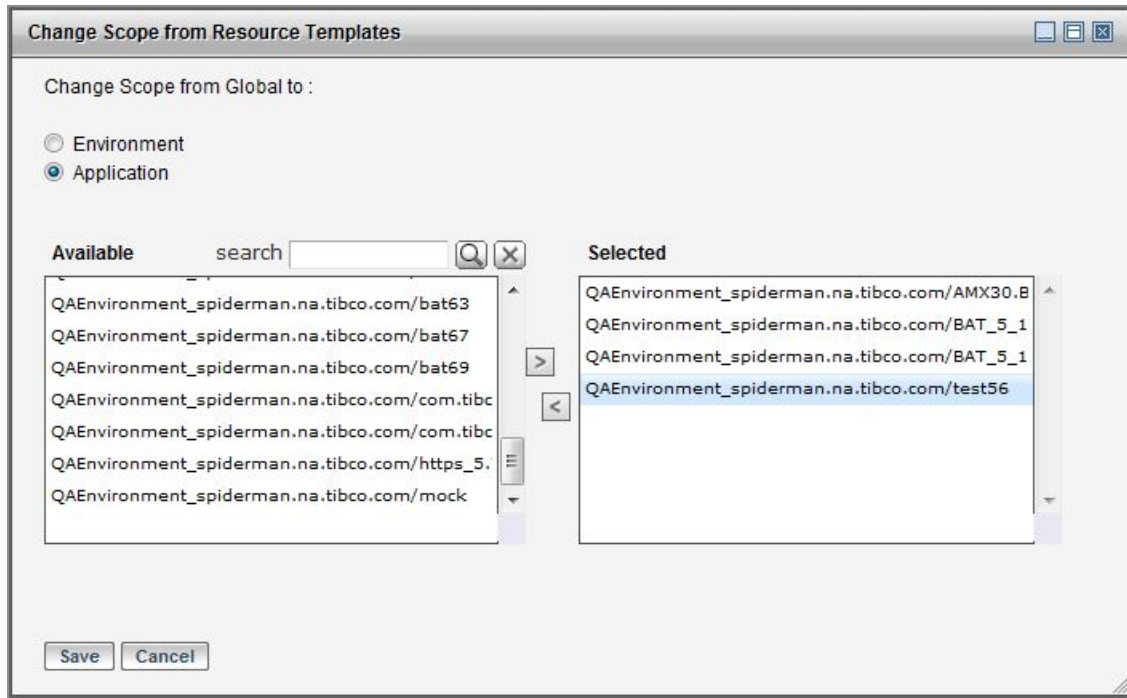 Change Scope from Resource Templates
Change Scope from Global to :
Environment
Application
Available
search
Selected
QAEnvironment_spiderman.na.tibco.com/bat63
QAEnvironment_spiderman.na.tibco.com/bat67
QAEnvironment_spiderman.na.tibco.com/bat69
QAEnvironment_spiderman.na.tibco.com/com.tibc
QAEnvironment_spiderman.na.tibco.com/com.tibc
QAEnvironment_spiderman.na.tibco.com/https_5.
QAEnvironment_spiderman.na.tibco.com/mock
>
<
QAEnvironment_spiderman.na.tibco.com/AMX30.B
QAEnvironment_spiderman.na.tibco.com/BAT_5_1
QAEnvironment_spiderman.na.tibco.com/BAT_5_1
QAEnvironment_spiderman.na.tibco.com/test56
Save
Cancel